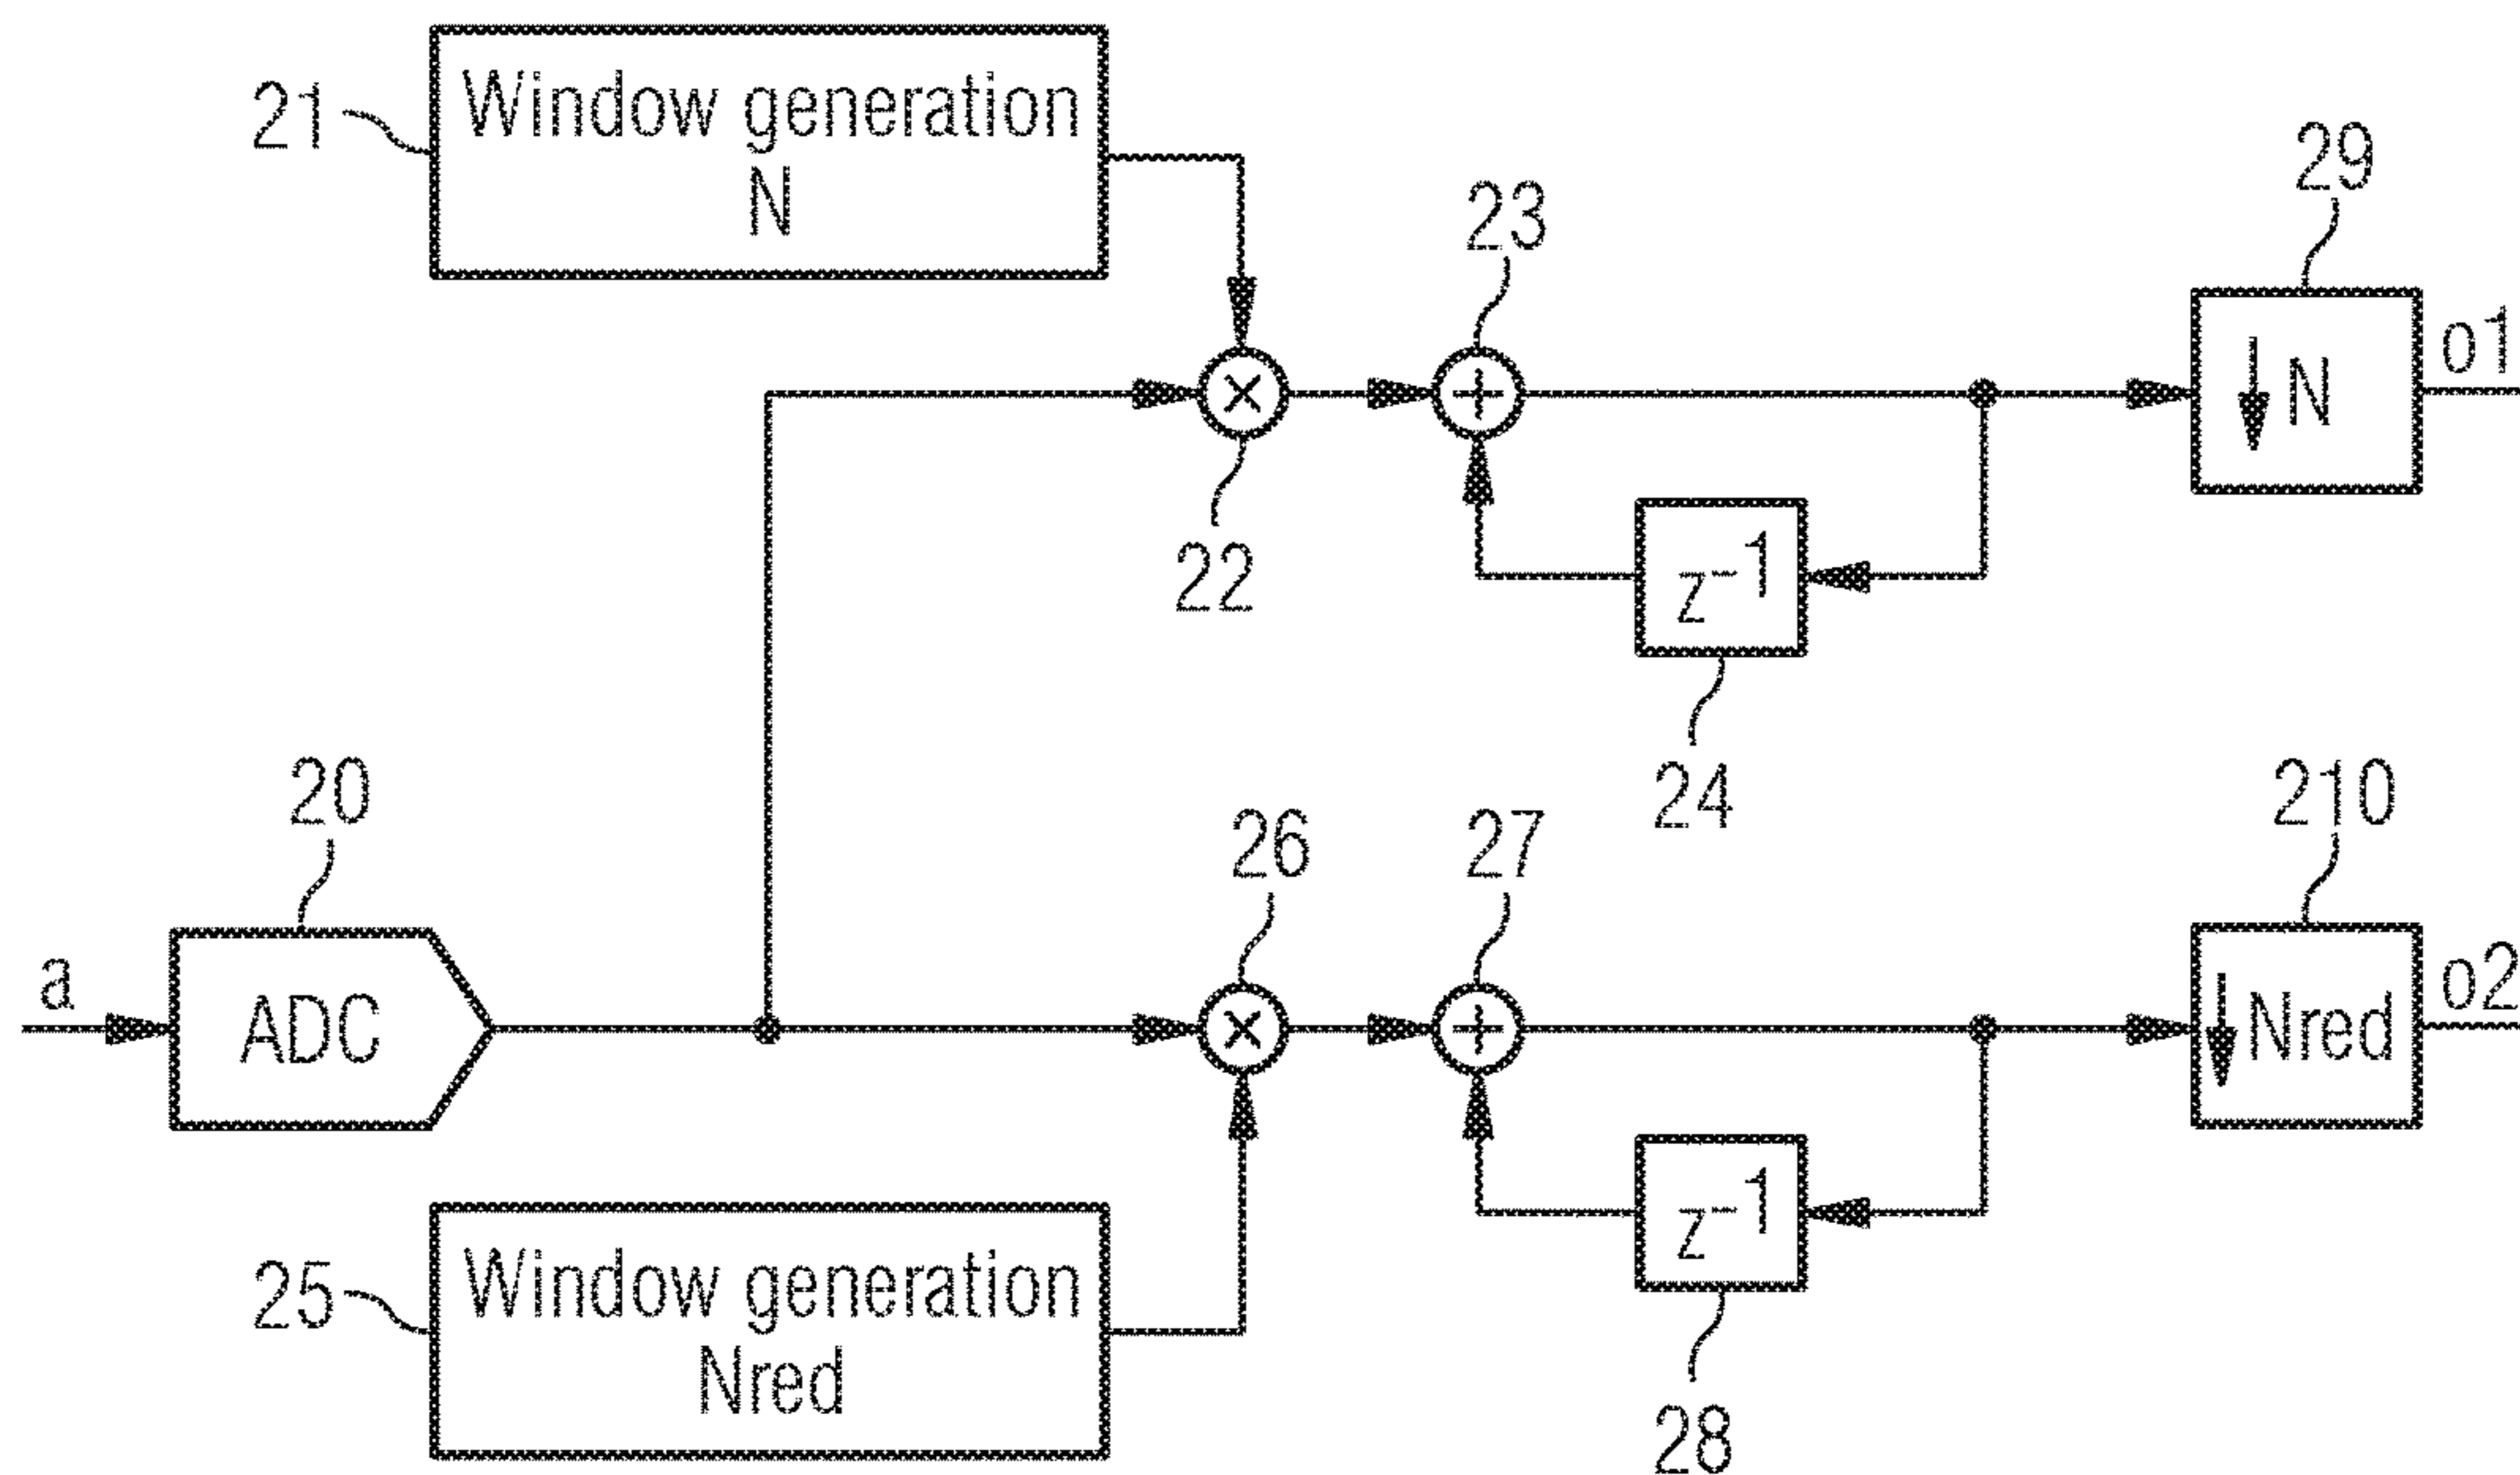 21
Window generation
N
29
23
↓ N
o1
22
z⁻¹
24
20
26
27
210
a
ADC
↓ Nred
o2
25
Window generation
Nred
z⁻¹
28